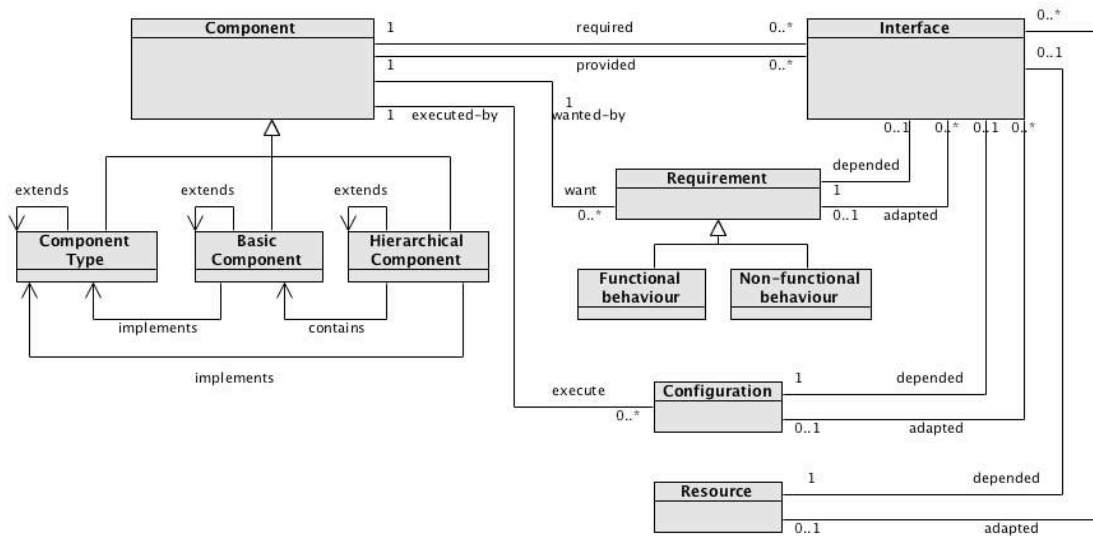 Component
1
required
0..*
Interface
0..*
1
provided
0..*
0..1
1
1
executed-by
wanted-by
0..1
0..*
0..1
0..*
extends
extends
extends
want
0..*
Requirement
depended
1
0..1
adapted
Component
Type
Basic
Component
Hierarchical
Component
Functional
behaviour
Non-functional
behaviour
implements
contains
implements
execute
0..*
Configuration
1
depended
0..1
adapted
Resource
1
depended
0..1
adapted